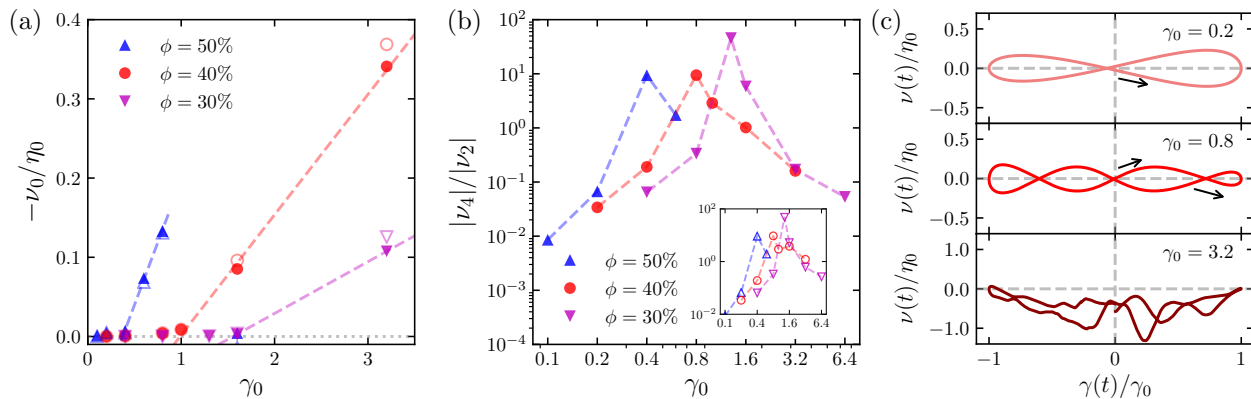 (a)
0.4
0.3
0.2
0.1
0.0
−ν₀/η₀
ϕ = 50%
ϕ = 40%
ϕ = 30%
0
1
2
3
γ₀
(b)
10²
10¹
10⁰
10⁻¹
10⁻²
10⁻³
10⁻⁴
|ν₄|/|ν₂|
ϕ = 50%
ϕ = 40%
ϕ = 30%
10²
10⁰
10⁻²
0.1 0.4 1.6 6.4
0.1 0.2 0.4 0.8 1.6 3.2 6.4
γ₀
(c)
γ₀ = 0.2
0.5
0.0
−0.5
ν(t)/η₀
γ₀ = 0.8
0.5
0.0
−0.5
ν(t)/η₀
γ₀ = 3.2
1.0
0.0
−1.0
ν(t)/η₀
−1 0 1
γ(t)/γ₀